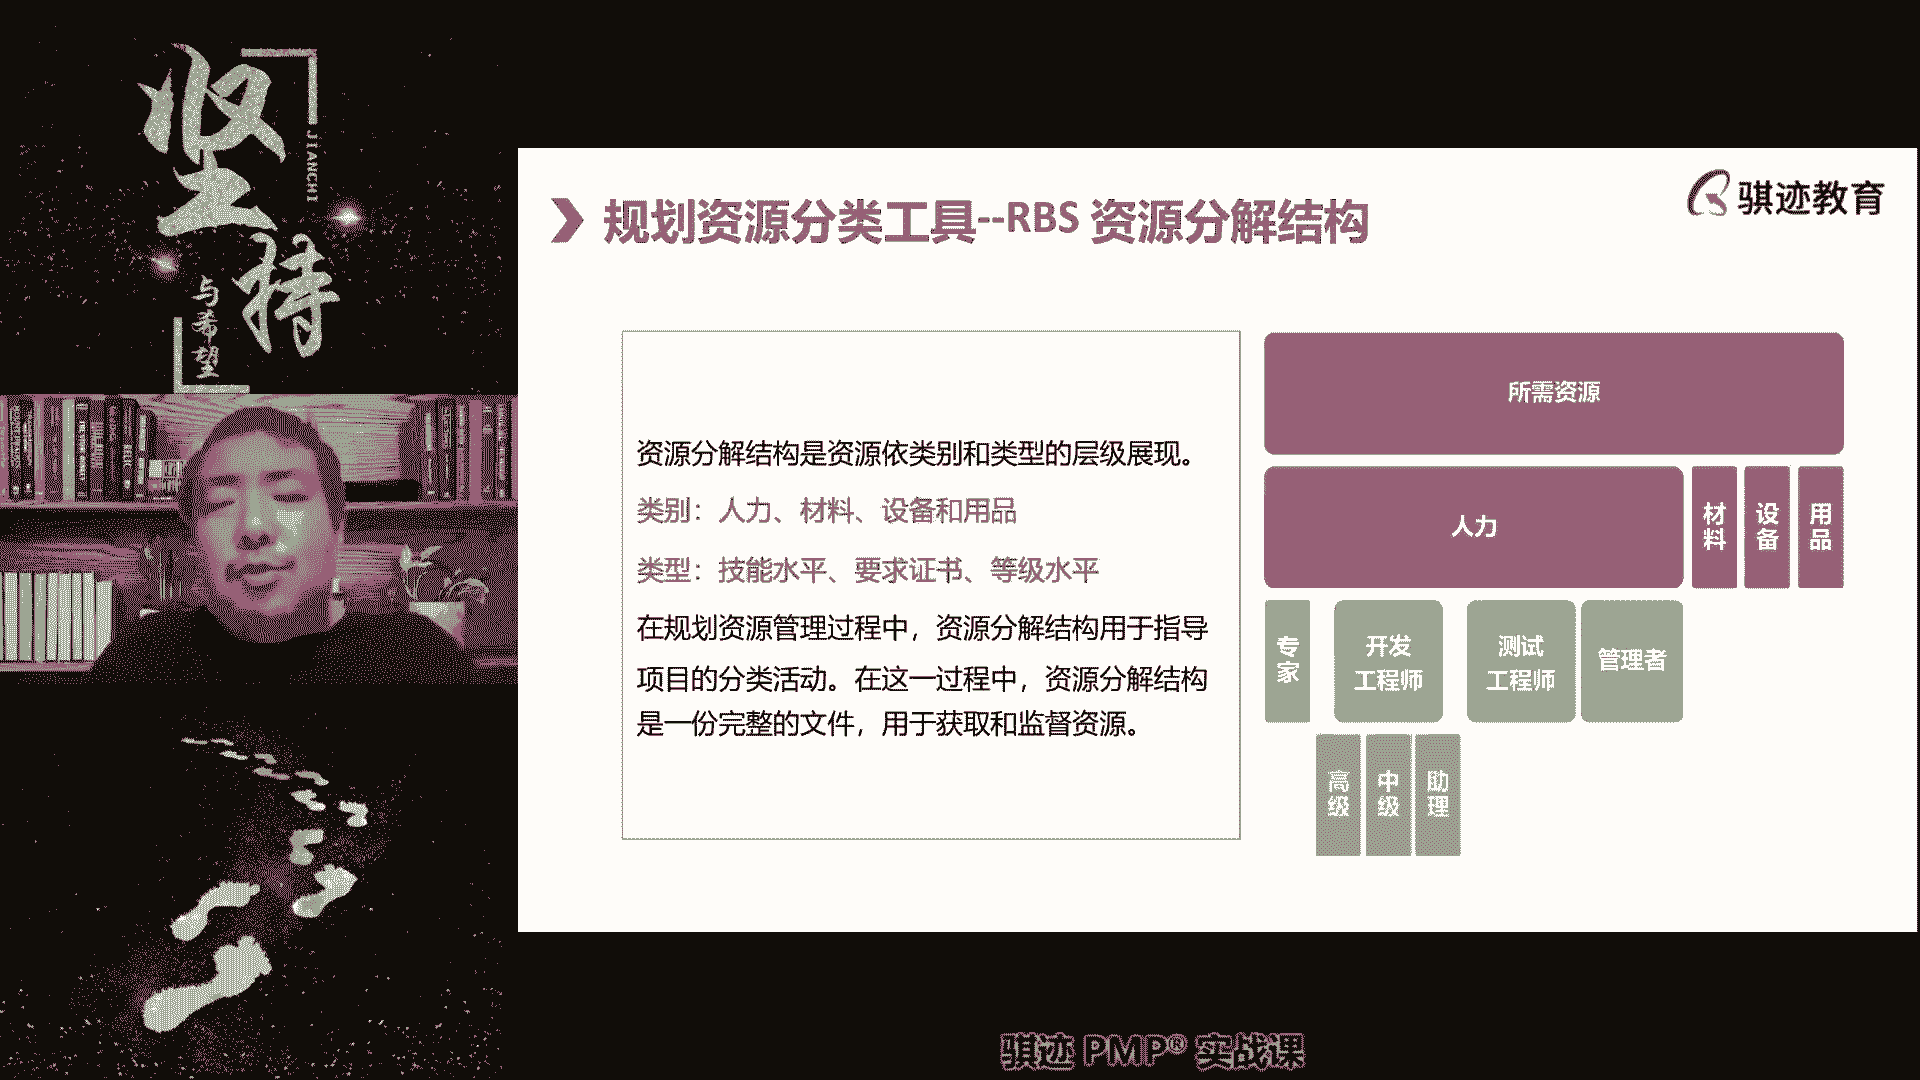 坚持
JIANCHI
与希望
骐迹教育
规划资源分类工具--RBS 资源分解结构
资源分解结构是资源依类别和类型的层级展现。
类别：人力、材料、设备和用品
类型：技能水平、要求证书、等级水平
在规划资源管理过程中，资源分解结构用于指导
项目的分类活动。在这一过程中，资源分解结构
是一份完整的文件，用于获取和监督资源。
所需资源
人力
材料
设备
用品
专家
开发
工程师
测试
工程师
管理者
高级
中级
助理
骐迹 PMP® 实战课